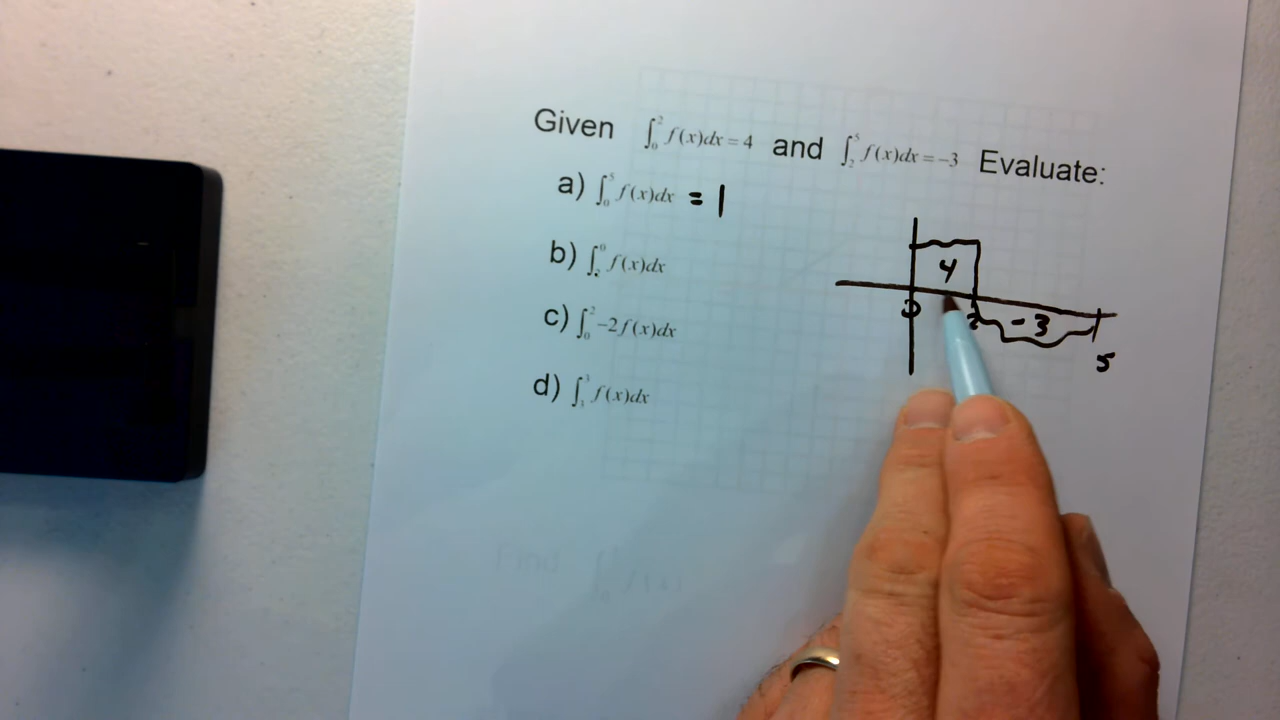 Given ∫₀² f(x)dx = 4 and ∫₂⁵ f(x)dx = −3 Evaluate:
a) ∫₀⁵ f(x)dx = 1
b) ∫₂⁰ f(x)dx
c) ∫₀² −2f(x)dx
d) ∫ f(x)dx
4
0 2 -3
5